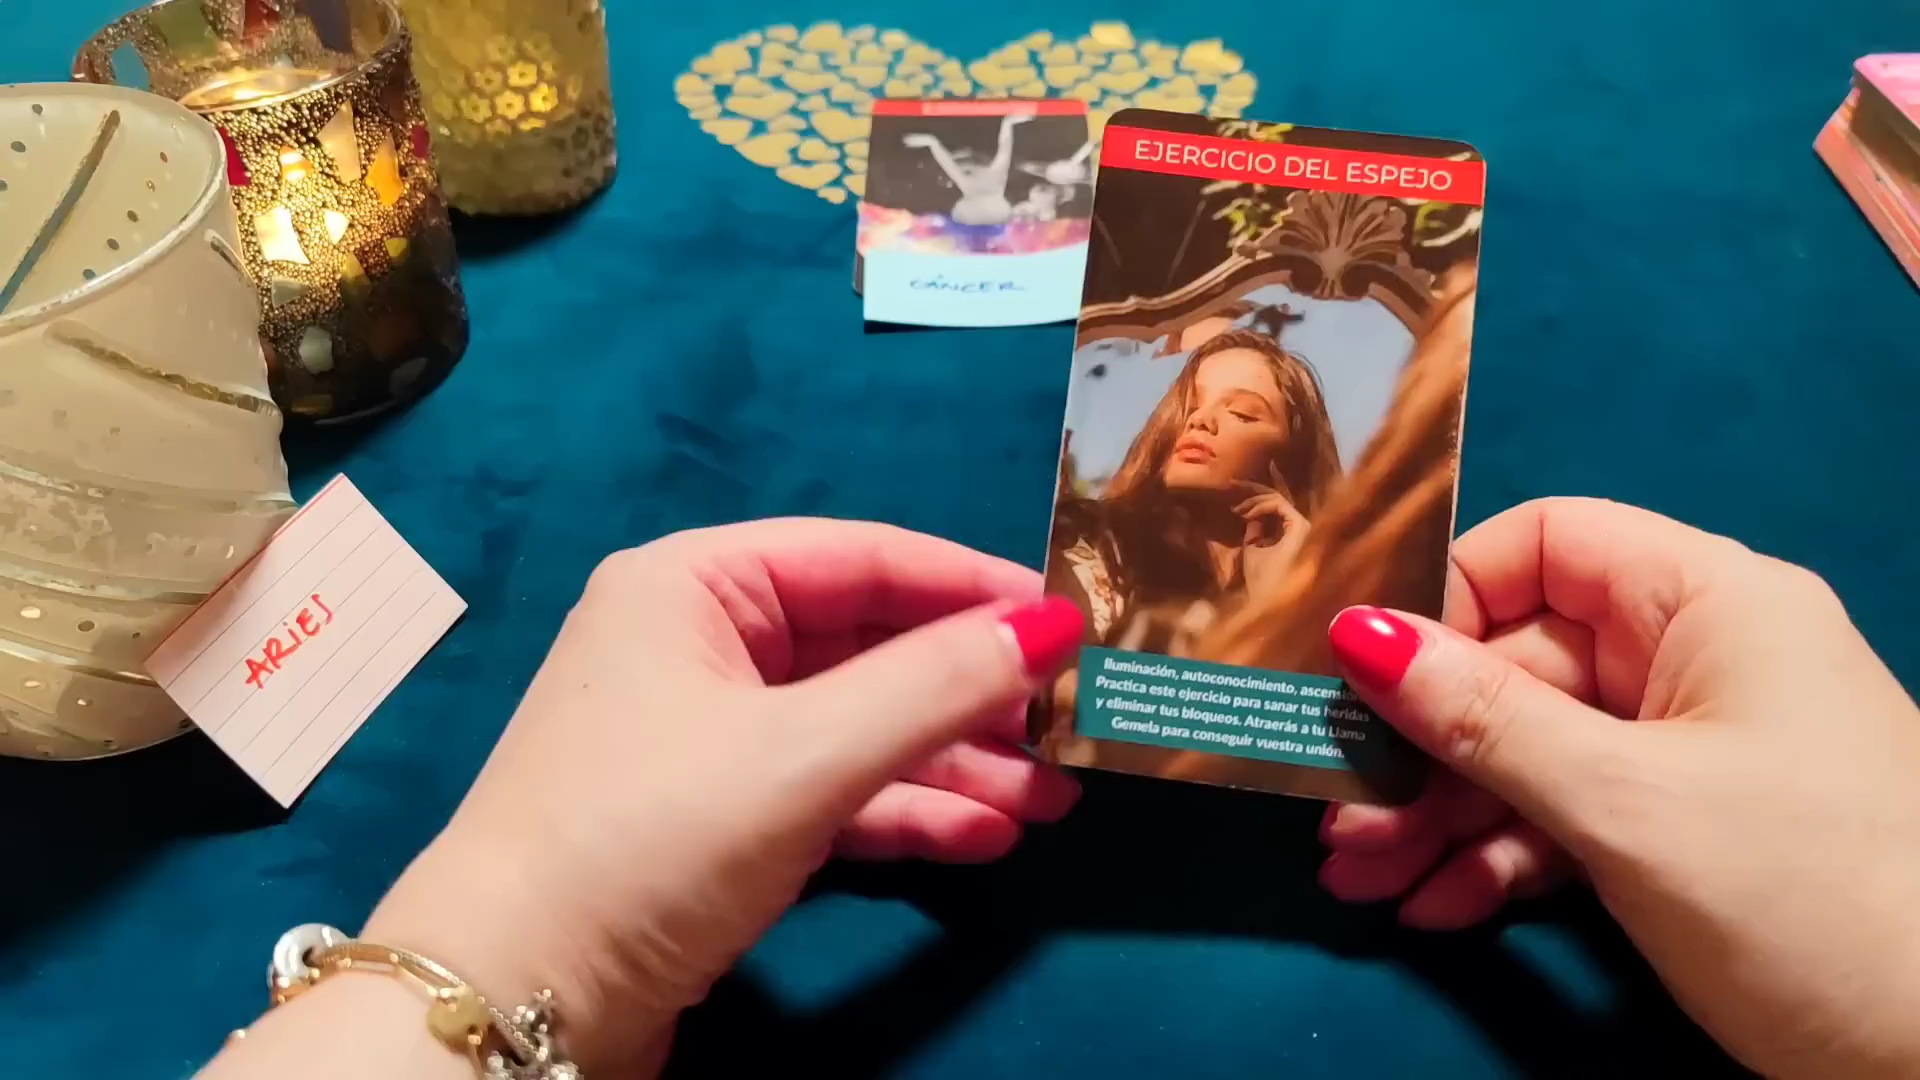 EJERCICIO DEL ESPEJO
CÁNCER
ARIES
Iluminación, autoconocimiento, ascensión.
Practica este ejercicio para sanar tus heridas
y eliminar tus bloqueos. Atraerás a tu Llama
Gemela para conseguir vuestra unión.